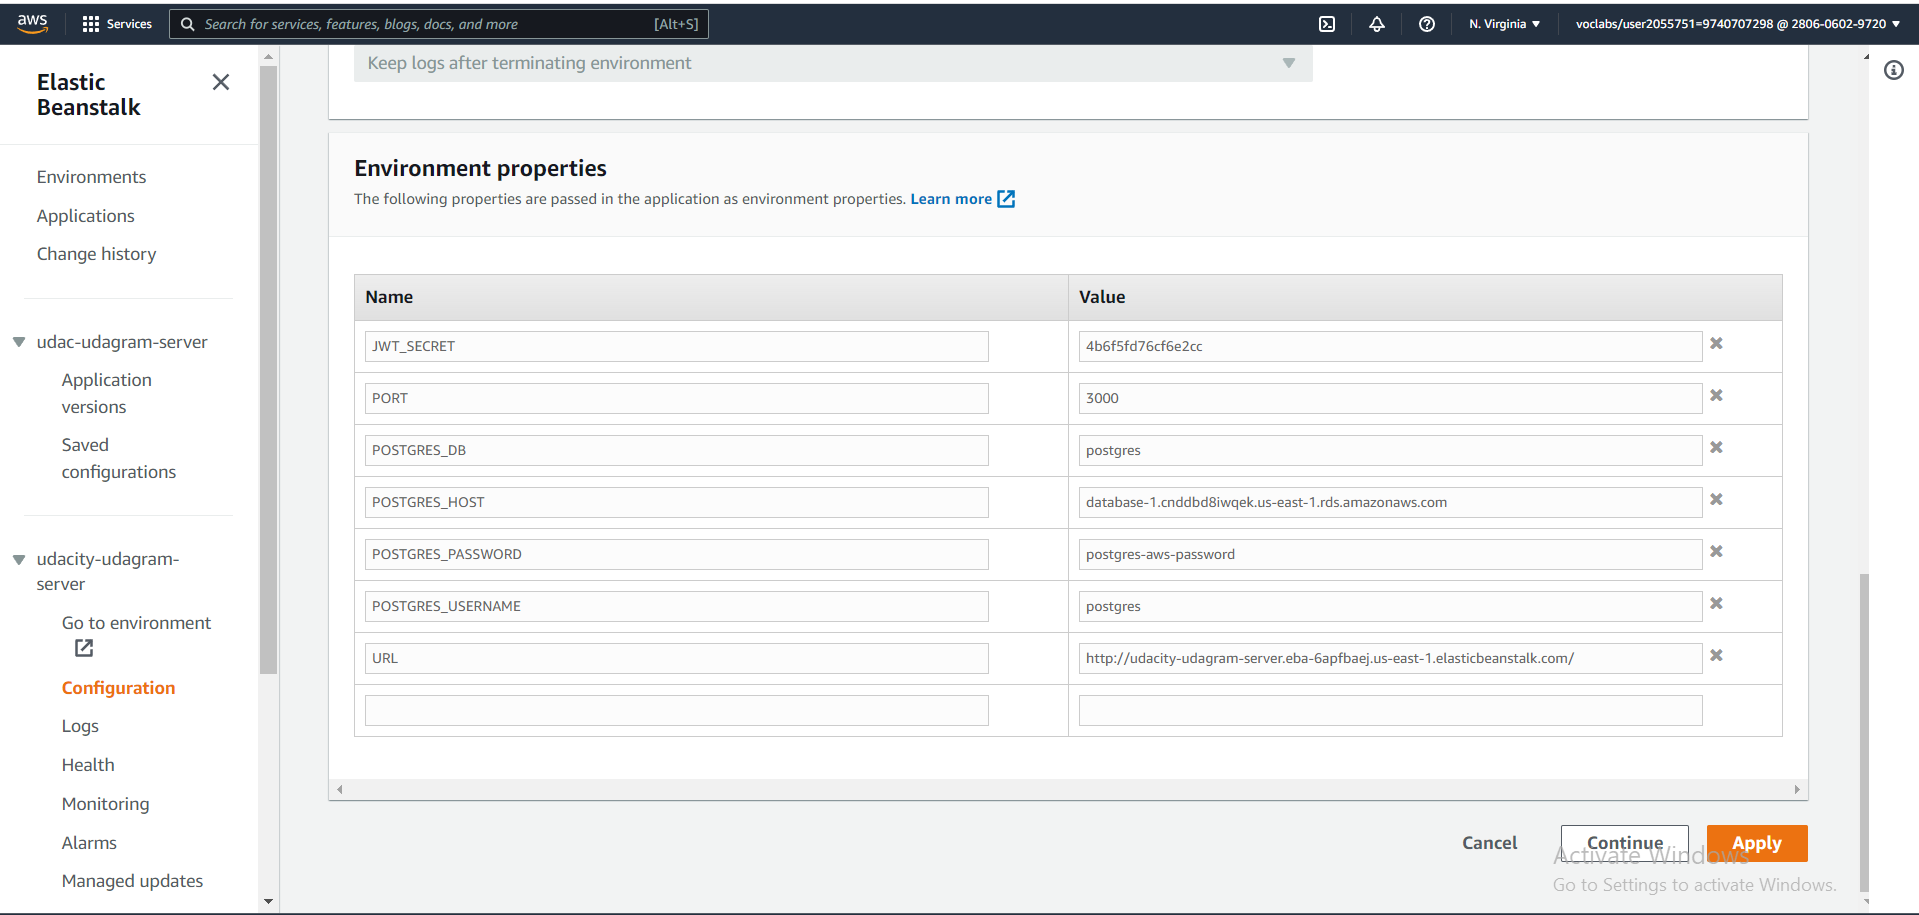 aws
Services
Search for services, features, blogs, docs, and more
[Alt+S]
N. Virginia
voclabs/user2055751=9740707298 @ 2806-0602-9720
Elastic
Beanstalk
Environments
Applications
Change history
udac-udagram-server
Application
versions
Saved
configurations
udacity-udagram-
server
Go to environment
Configuration
Logs
Health
Monitoring
Alarms
Managed updates
Keep logs after terminating environment
Environment properties
The following properties are passed in the application as environment properties. Learn more
Name Value
JWT_SECRET 4b6f5fd76cf6e2cc
PORT 3000
POSTGRES_DB postgres
POSTGRES_HOST database-1.cnddbd8iwqek.us-east-1.rds.amazonaws.com
POSTGRES_PASSWORD postgres-aws-password
POSTGRES_USERNAME postgres
URL http://udacity-udagram-server.eba-6apfbaej.us-east-1.elasticbeanstalk.com/
Cancel Continue Apply
Activate Windows
Go to Settings to activate Windows.